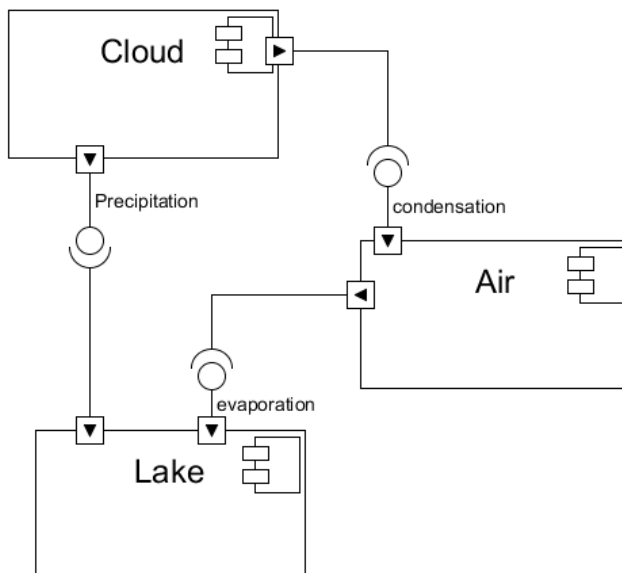 Cloud
Precipitation
condensation
Air
evaporation
Lake